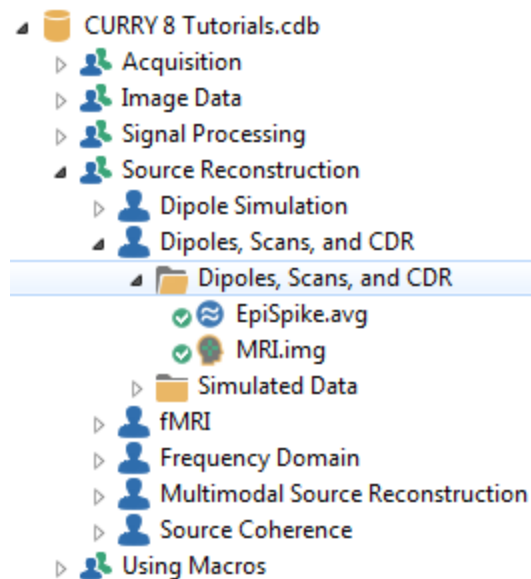 CURRY 8 Tutorials.cdb
Acquisition
Image Data
Signal Processing
Source Reconstruction
Dipole Simulation
Dipoles, Scans, and CDR
Dipoles, Scans, and CDR
EpiSpike.avg
MRI.img
Simulated Data
fMRI
Frequency Domain
Multimodal Source Reconstruction
Source Coherence
Using Macros